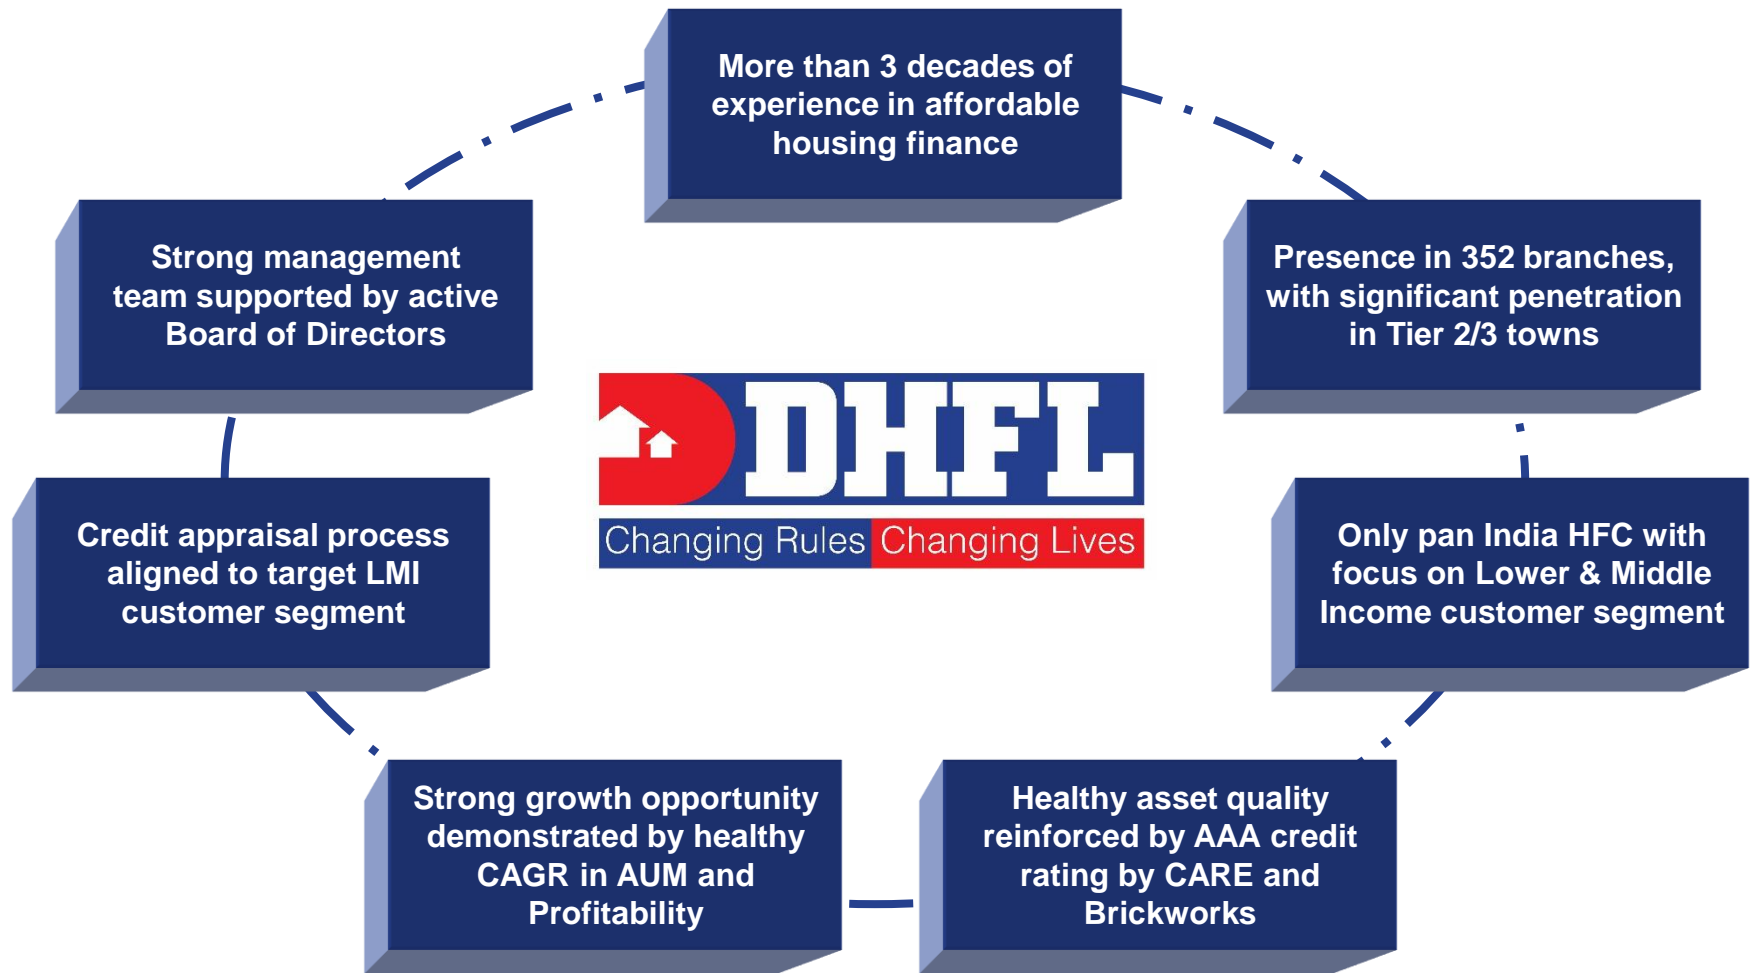 More than 3 decades of
experience in affordable
housing finance
Strong management
team supported by active
Board of Directors
Presence in 352 branches,
with significant penetration
in Tier 2/3 towns
DHFL
Changing Rules Changing Lives
Credit appraisal process
aligned to target LMI
customer segment
Only pan India HFC with
focus on Lower & Middle
Income customer segment
Strong growth opportunity
demonstrated by healthy
CAGR in AUM and
Profitability
Healthy asset quality
reinforced by AAA credit
rating by CARE and
Brickworks